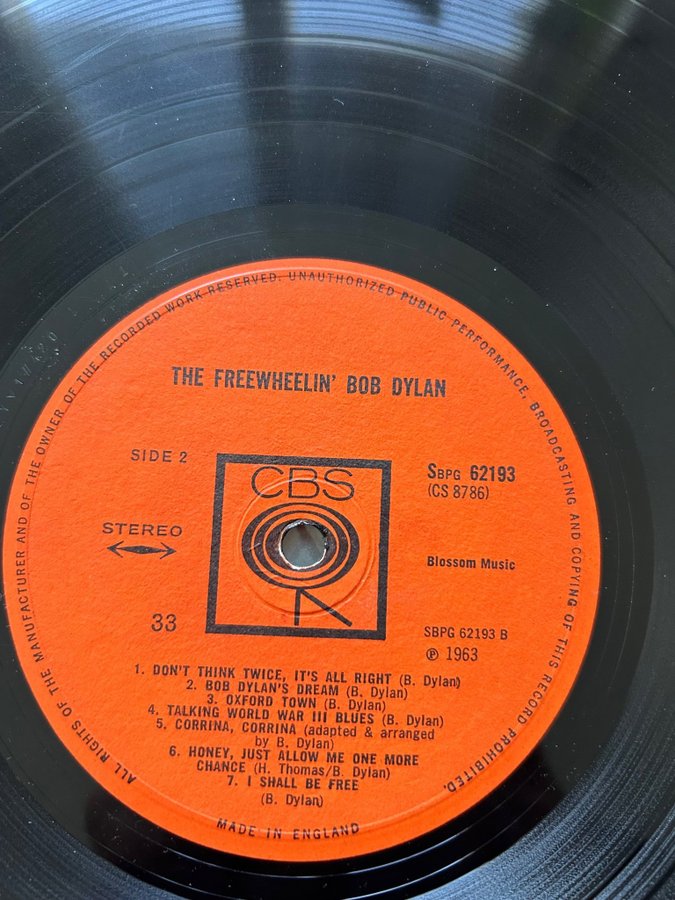 ALL RIGHTS OF THE MANUFACTURER AND OF THE OWNER OF THE RECORDED WORK RESERVED. UNAUTHORIZED PUBLIC PERFORMANCE, BROADCASTING AND COPYING OF THIS RECORD PROHIBITED.
THE FREEWHEELIN' BOB DYLAN
SIDE 2
CBS
SBPG 62193
(CS 8786)
STEREO
Blossom Music
33
SBPG 62193 B
℗ 1963
1. DON'T THINK TWICE, IT'S ALL RIGHT (B. Dylan)
2. BOB DYLAN'S DREAM (B. Dylan)
3. OXFORD TOWN (B. Dylan)
4. TALKING WORLD WAR III BLUES (B. Dylan)
5. CORRINA, CORRINA (adapted & arranged
by B. Dylan)
6. HONEY, JUST ALLOW ME ONE MORE
CHANCE (H. Thomas/B. Dylan)
7. I SHALL BE FREE
(B. Dylan)
MADE IN ENGLAND